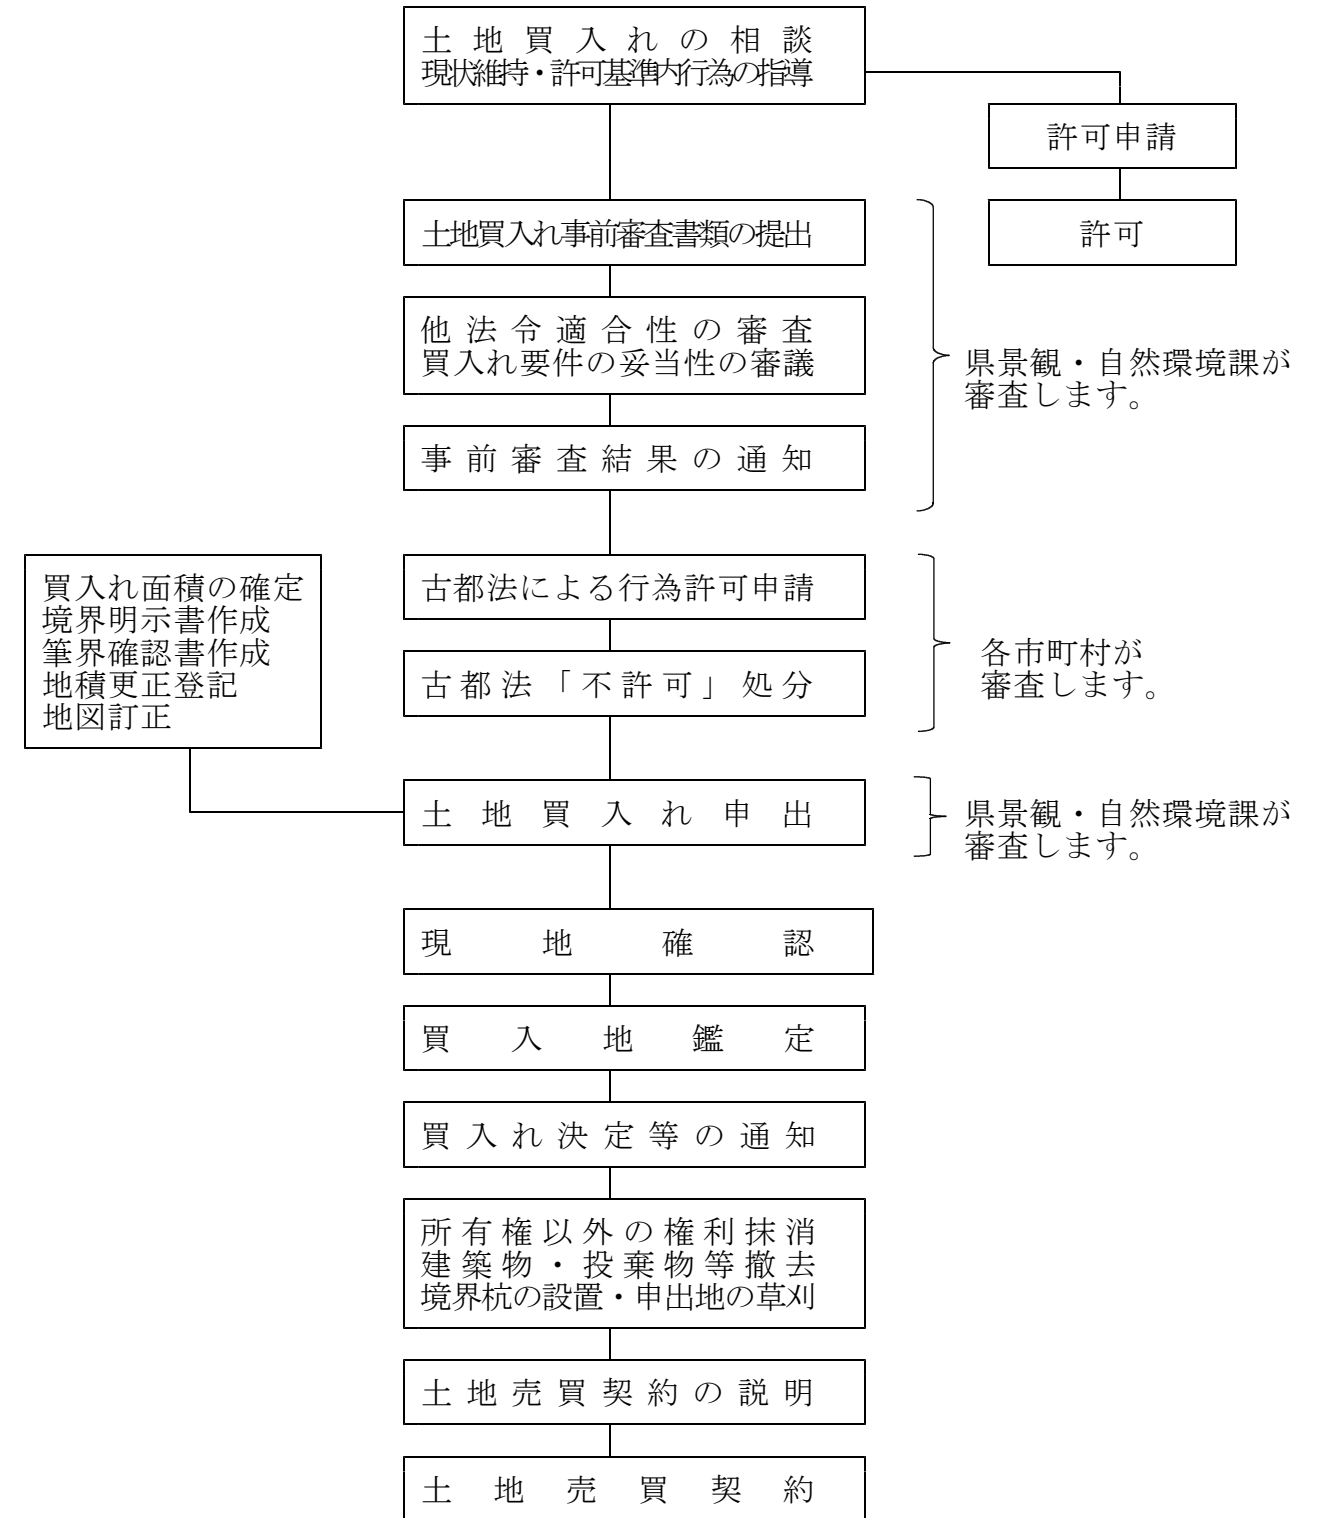 土地買入れの相談
現状維持・許可基準内行為の指導
許可申請
許可
土地買入れ事前審査書類の提出
他法令適合性の審査
買入れ要件の妥当性の審議
県景観・自然環境課が
審査します。
事前審査結果の通知
買入れ面積の確定
境界明示書作成
筆界確認書作成
地積更正登記
地図訂正
古都法による行為許可申請
古都法「不許可」処分
各市町村が
審査します。
土地買入れ申出
県景観・自然環境課が
審査します。
現地確認
買入地鑑定
買入れ決定等の通知
所有権以外の権利抹消
建築物・投棄物等撤去
境界杭の設置・申出地の草刈
土地売買契約の説明
土地売買契約